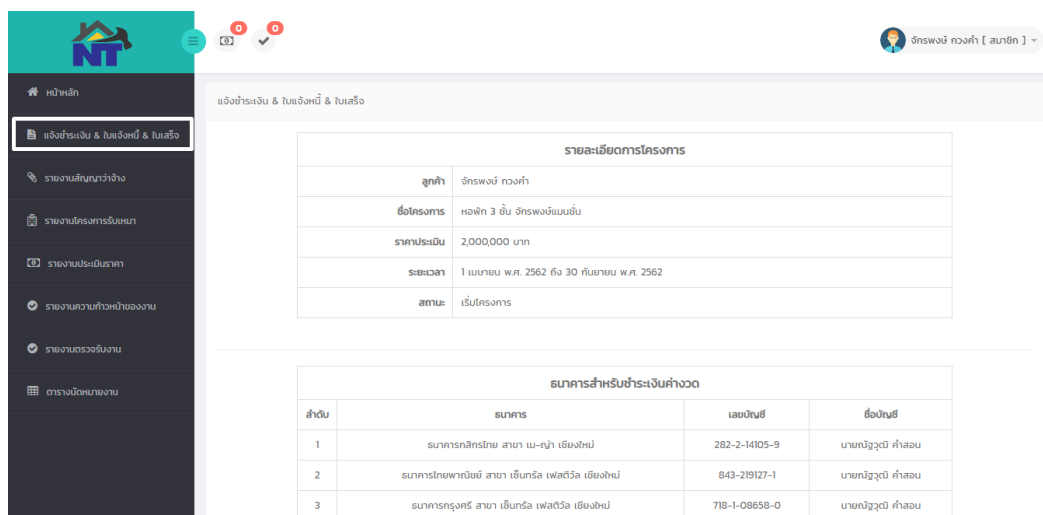 NT
0
0
จักรพงษ์ กวงคำ [ สมาชิก ]
หน้าหลัก
แจ้งชำระเงิน & ใบแจ้งหนี้ & ใบเสร็จ
รายงานสัญญาว่าจ้าง
รายงานโครงการรับเหมา
รายงานประเมินราคา
รายงานความก้าวหน้าของงาน
รายงานตรวจรับงาน
ตารางนัดหมายงาน
แจ้งชำระเงิน & ใบแจ้งหนี้ & ใบเสร็จ
รายละเอียดการโครงการ
ลูกค้า จักรพงษ์ กวงคำ
ชื่อโครงการ หอพัก 3 ชั้น จักรพงษ์แมนชั่น
ราคาประเมิน 2,000,000 บาท
ระยะเวลา 1 เมษายน พ.ศ. 2562 ถึง 30 กันยายน พ.ศ. 2562
สถานะ เริ่มโครงการ
ธนาคารสำหรับชำระเงินค่างวด
ลำดับ ธนาคาร เลขบัญชี ชื่อบัญชี
1 ธนาคารกสิกรไทย สาขา เม-ญ่า เชียงใหม่ 282-2-14105-9 นายณัฐวุฒิ คำสอน
2 ธนาคารไทยพาณิชย์ สาขา เซ็นทรัล เฟสติวัล เชียงใหม่ 843-219127-1 นายณัฐวุฒิ คำสอน
3 ธนาคารกรุงศรี สาขา เซ็นทรัล เฟสติวัล เชียงใหม่ 718-1-08658-0 นายณัฐวุฒิ คำสอน